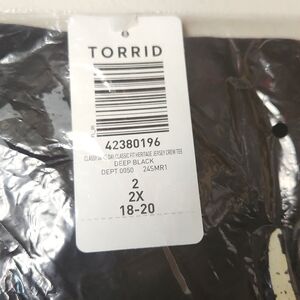 TORRID
42380196
CLASSIC FIT HERITAGE JERSEY CREW TEE
DEEP BLACK
DEPT.0050 24SMR1
2
2X
18-20